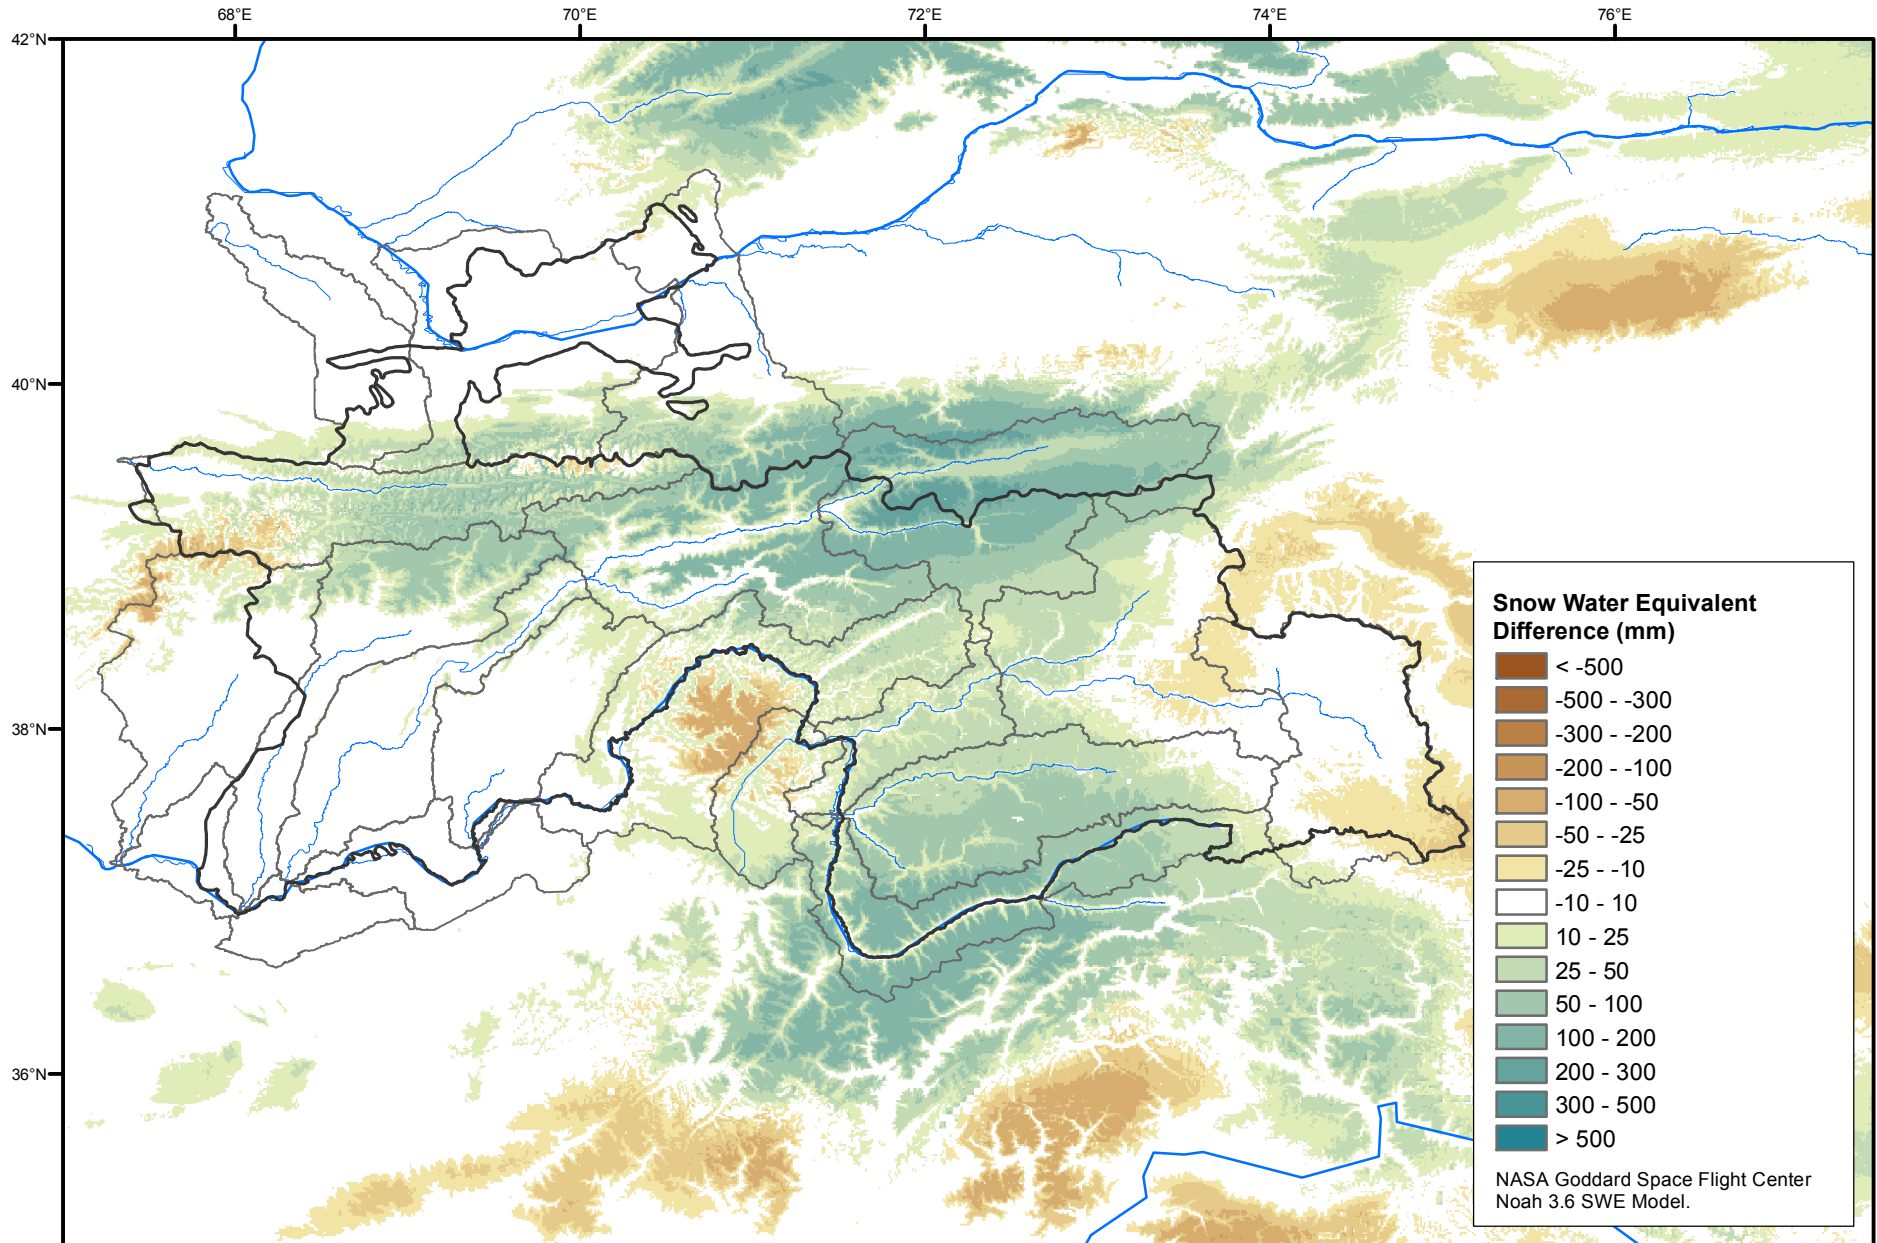 68°E 70°E 72°E 74°E 76°E
42°N
40°N
38°N
36°N
Snow Water Equivalent
Difference (mm)
< -500
-500 - -300
-300 - -200
-200 - -100
-100 - -50
-50 - -25
-25 - -10
-10 - 10
10 - 25
25 - 50
50 - 100
100 - 200
200 - 300
300 - 500
> 500
NASA Goddard Space Flight Center
Noah 3.6 SWE Model.